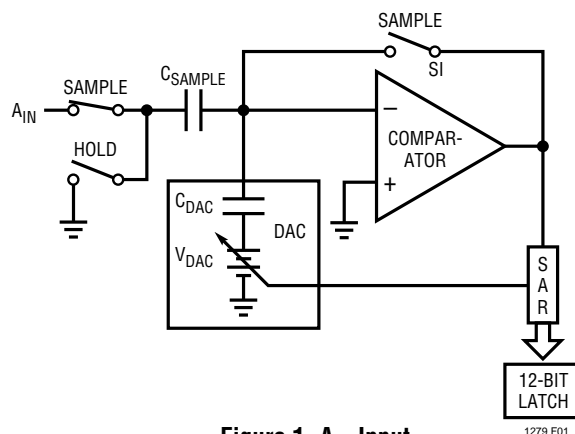 SAMPLE
SI
C_SAMPLE
SAMPLE
A_IN
HOLD
−
COMPAR-
ATOR
+
C_DAC
DAC
V_DAC
S
A
R
12-BIT
LATCH
1279 F01